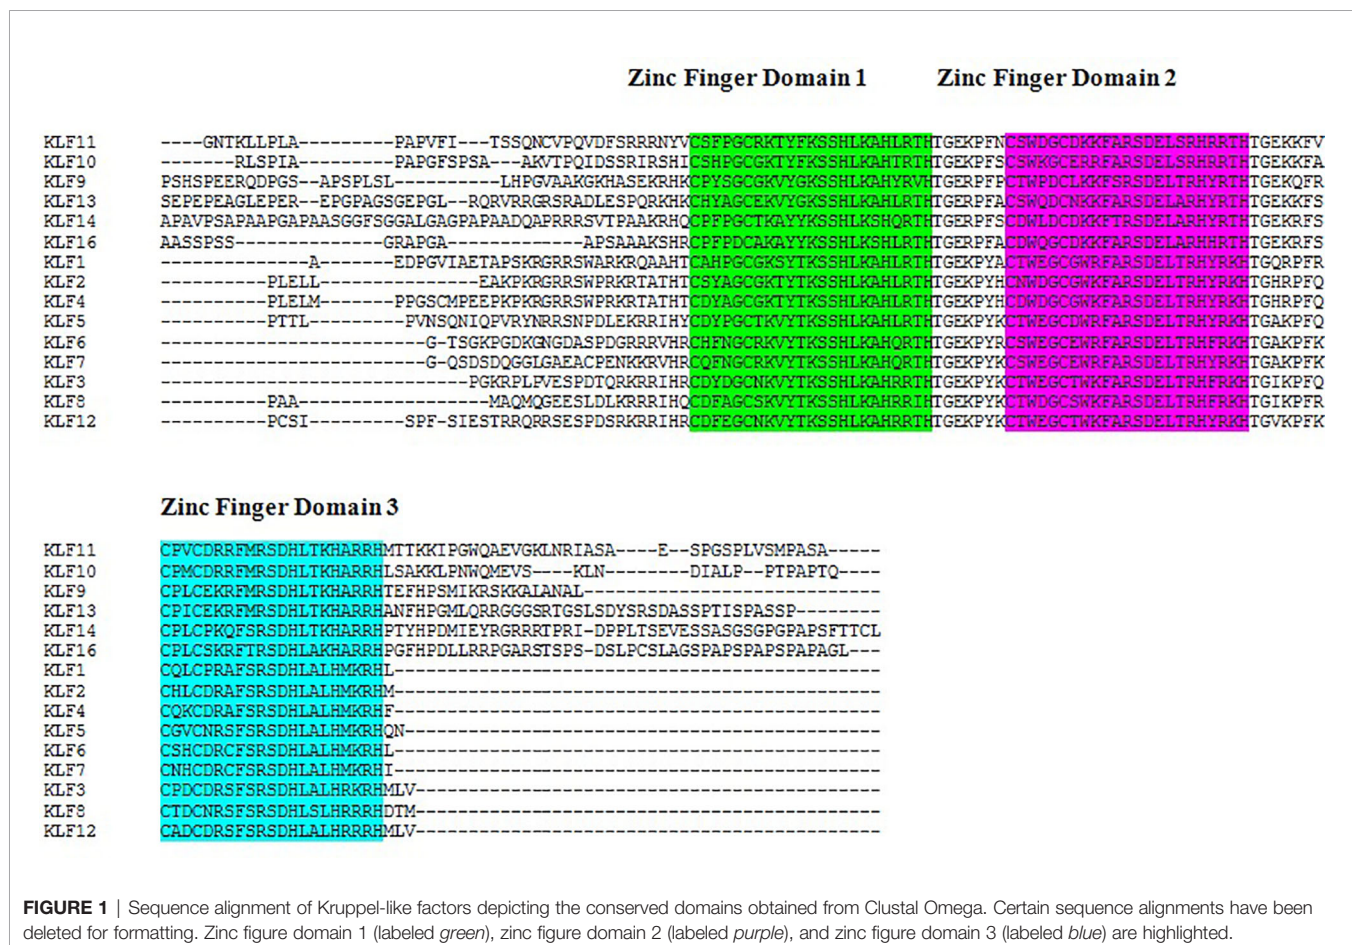 Zinc Finger Domain 1 Zinc Finger Domain 2
KLF11 ----GNTKLLPLA---------PAPVFI---TSSQNCVPQVDFSRRRNYVCSFPGCRKTYFKSSHLKAHLRTHTGEKPFNCSWDGCDKKFARSDELSRHRRTHTGEKKFV
KLF10 -------RLSPIA---------PAPGFSPSA---AKVTPQIDSSRIRSHICSHPGCRKTYFKSSHLKAHLRTHTGEKPFSCSWKGCERRFARSDELSRHRRTHTGEKKFA
KLF9 PSHSPEERQDPGS--APSPLSL----------LHPGVAAKGKHASEKRHKCPYSGCGKVYGKSSHLKAHYRVHTGERPFPCTWPDCLKKFSRSDELTRHYRTHTGEKQFR
KLF13 SEPEPEAGLEPER--EPGPAGSGEPGL--RQRVRRGRSRADLESPQRKHKCHYAGCEKVYGKSSHLKAHLRTHTGERPFACSWQDCNKKFARSDELARHYRTHTGEKKFS
KLF14 APAVPSAPAAPGAPAASGGFSGGALGAGPAPAADQAPRRRSVTPAAKRHQCPFPGCTKAYYKSSHLKSHQRTHTGERPFSCDWLDCDKKFTRSDELARHYRTHTGEKRFS
KLF16 AASSPSS--------------GRAPGA-------------APSAAAKSHRCPFPDCAKAYYKSSHLKSHLRTHTGERPFACDWQGCDKKFARSDELARHHRTHTGEKRFS
KLF1 --------------A-------EDPGVIAETAPSKRGRRSWARKRQAAHTCAHPGCGKSYTKSSHLKAHLRTHTGEKPYACTWEGCGWRFARSDELTRHYRKHTGQRPFR
KLF2 ----------PLELL---------------EAKPKRGRRSWPRKRTATHTCSYAGCGKTYTKSSHLKAHLRTHTGEKPYHCNWDGCGWKFARSDELTRHYRKHTGHRPFQ
KLF4 ----------PLELM-------PPGSCMPEEPKPKRGRRSWPRKRTATHTCDYAGCGKTYTKSSHLKAHLRTHTGEKPYHCDWDGCGWKFARSDELTRHYRKHTGHRPFQ
KLF5 ----------PTTL---------PVNSQNIQPVRYNRRSNPDLEKRRIHYCDYPGCTKVYTKSSHLKAHLRTHTGEKPYKCTWEGCDWRFARSDELTRHYRKHTGAKPFQ
KLF6 -------------------------G-TSGKPGDKGNGDASPDGRRRVHRCHFNGCRKVYTKSSHLKAHQRTHTGEKPYRCSWEGCEWRFARSDELTRHFRKHTGAKPFK
KLF7 -------------------------G-QSDSDQGGLGAEACPENKKRVHRCQFNGCRKVYTKSSHLKAHQRTHTGEKPYKCSWEGCEWRFARSDELTRHYRKHTGAKPFK
KLF3 -----------------------------PGKRPLPVESPDTQRKRRIHRCDYDGCNKVYTKSSHLKAHRRTHTGEKPYKCTWEGCTWKFARSDELTRHFRKHTGIKPFQ
KLF8 ----------PAA------------------MAQMQGEESLDLKRRRIHQCDFAGCSKVYTKSSHLKAHRRIHTGEKPYKCTWDGCSWKFARSDELTRHFRKHTGIKPFR
KLF12 ----------PCSI---------SPF-SIESTRRQRRSESPDSRKRRIHRCDFEGCNKVYTKSSHLKAHRRTHTGEKPYKCTWEGCTWKFARSDELTRHYRKHTGVKPFK
Zinc Finger Domain 3
KLF11 CPVCDRRFMRSDHLTKHARRHMTTKKIPGWQAEVGKLNRIASA----E--SPGSPLVSMPASA-----
KLF10 CPMCDRRFMRSDHLTKHARRHLSAKKLPNWQMEVS----KLN--------DIALP--PTPAPTQ----
KLF9 CPLCEKRFMRSDHLTKHARRHTEFHPSMIKRSKKALANAL----------------------------
KLF13 CPICEKRFMRSDHLTKHARRHANFHPGMLQRRGGGSRTGSLSDYSRSDASSPTISPASSP--------
KLF14 CPLCPKQFSRSDHLTKHARRHPTYHPDMIEYRGRRRTPRI-DPPLTSEVESSASGSGPGPAPSFTTCL
KLF16 CPLCSKRFTRSDHLAKHARRHPGFHPDLLRRPGARSTSPS-DSLPCSLAGSPAPSPAPSPAPAGL---
KLF1 CQLCPRAFSRSDHLALHMKRHL----------------------------------------------
KLF2 CHLCDRAFSRSDHLALHMKRHM----------------------------------------------
KLF4 CQKCDRAFSRSDHLALHMKRHF----------------------------------------------
KLF5 CGVCNRSFSRSDHLALHMKRHQN---------------------------------------------
KLF6 CSHCDRCFSRSDHLALHMKRHL----------------------------------------------
KLF7 CNHCDRCFSRSDHLALHMKRHI----------------------------------------------
KLF3 CPDCDRSFSRSDHLALHRKRHMLV--------------------------------------------
KLF8 CTDCNRSFSRSDHLSLHRRRHDTM--------------------------------------------
KLF12 CADCDRSFSRSDHLALHRRRHMLV--------------------------------------------
FIGURE 1 | Sequence alignment of Kruppel-like factors depicting the conserved domains obtained from Clustal Omega. Certain sequence alignments have been
deleted for formatting. Zinc figure domain 1 (labeled green), zinc figure domain 2 (labeled purple), and zinc figure domain 3 (labeled blue) are highlighted.